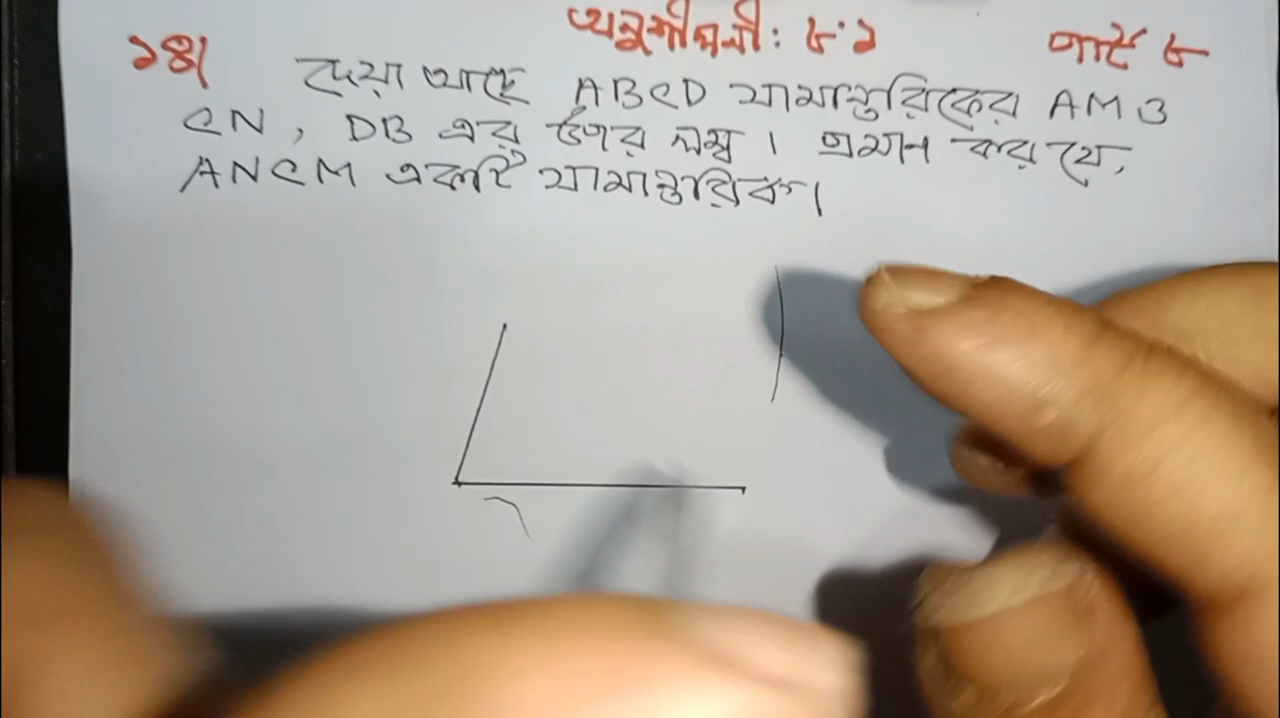 অনুশীলনী: ৮.১ পার্ট ৮
১৪। দেয়া আছে ABCD সামান্তরিকের AM ও
CN, DB এর উপর লম্ব। প্রমান কর যে,
ANCM একটি সামান্তরিক।